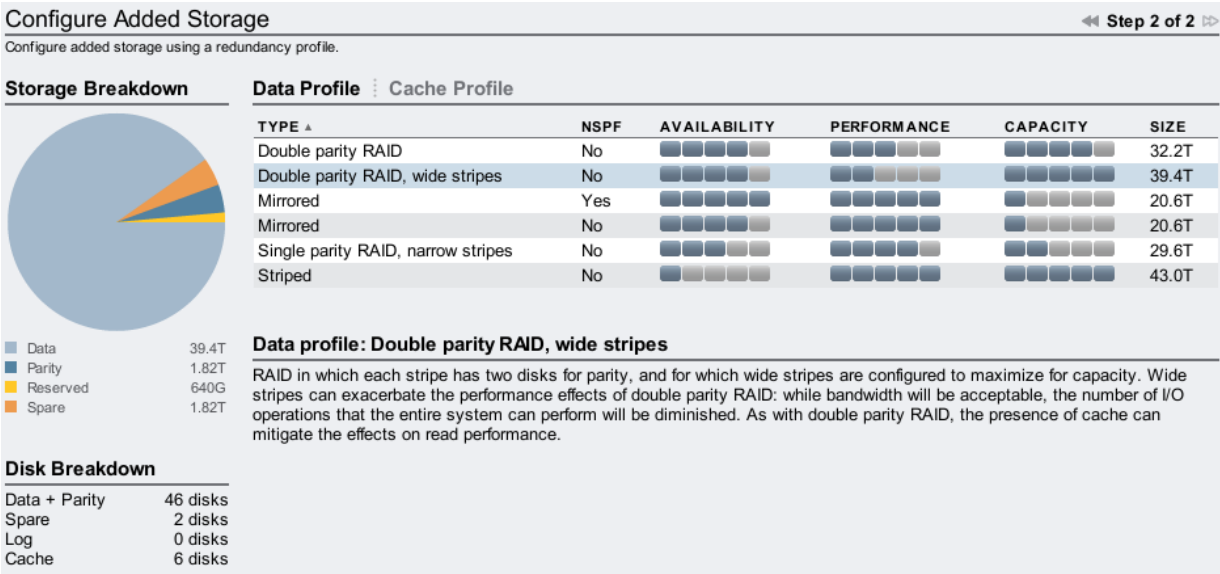 Configure Added Storage
Step 2 of 2
Configure added storage using a redundancy profile.
Storage Breakdown
Data 39.4T
Parity 1.82T
Reserved 640G
Spare 1.82T
Disk Breakdown
Data + Parity 46 disks
Spare 2 disks
Log 0 disks
Cache 6 disks
Data Profile Cache Profile
TYPE NSPF AVAILABILITY PERFORMANCE CAPACITY SIZE
Double parity RAID No 32.2T
Double parity RAID, wide stripes No 39.4T
Mirrored Yes 20.6T
Mirrored No 20.6T
Single parity RAID, narrow stripes No 29.6T
Striped No 43.0T
Data profile: Double parity RAID, wide stripes
RAID in which each stripe has two disks for parity, and for which wide stripes are configured to maximize for capacity. Wide
stripes can exacerbate the performance effects of double parity RAID: while bandwidth will be acceptable, the number of I/O
operations that the entire system can perform will be diminished. As with double parity RAID, the presence of cache can
mitigate the effects on read performance.